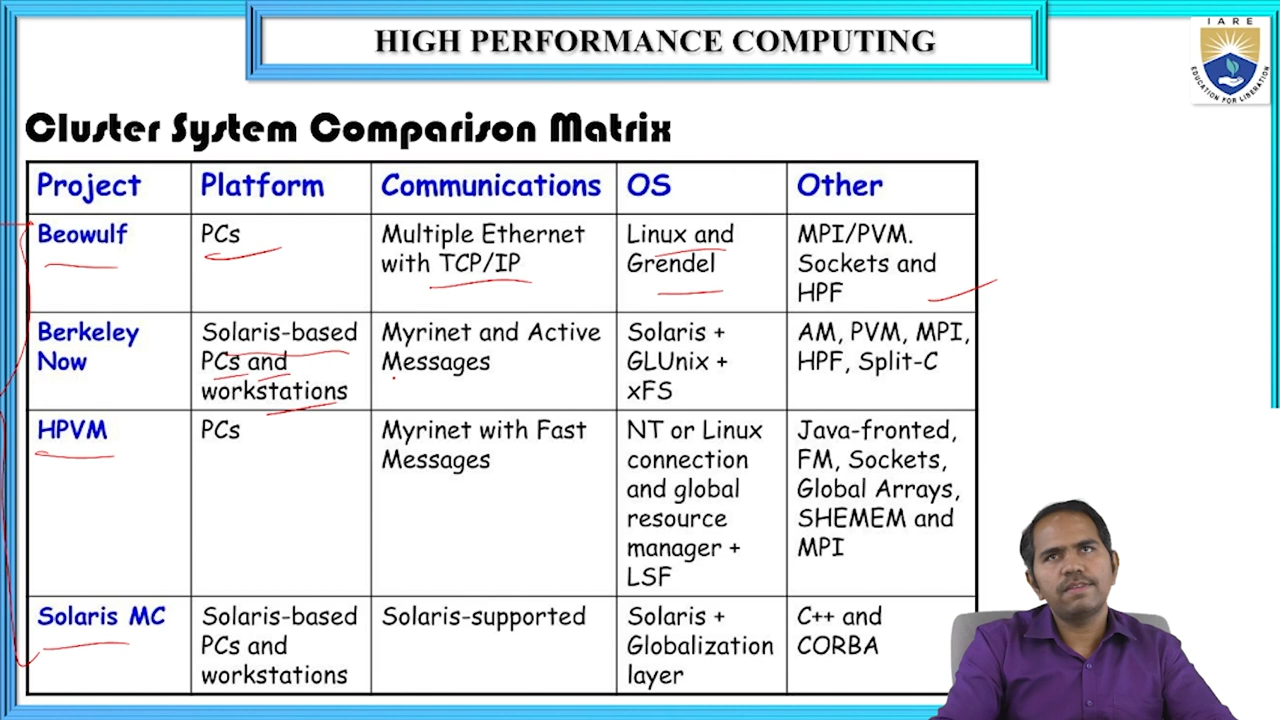 HIGH PERFORMANCE COMPUTING
IARE
EDUCATION FOR LIBERATION
Cluster System Comparison Matrix
Project Platform Communications OS Other
Beowulf
PCs
Multiple Ethernet
with TCP/IP
Linux and
Grendel
MPI/PVM.
Sockets and
HPF
Berkeley
Now
Solaris-based
PCs and
workstations
Myrinet and Active
Messages
Solaris +
GLUnix +
xFS
AM, PVM, MPI,
HPF, Split-C
HPVM
PCs
Myrinet with Fast
Messages
NT or Linux
connection
and global
resource
manager +
LSF
Java-fronted,
FM, Sockets,
Global Arrays,
SHEMEM and
MPI
Solaris MC
Solaris-based
PCs and
workstations
Solaris-supported
Solaris +
Globalization
layer
C++ and
CORBA